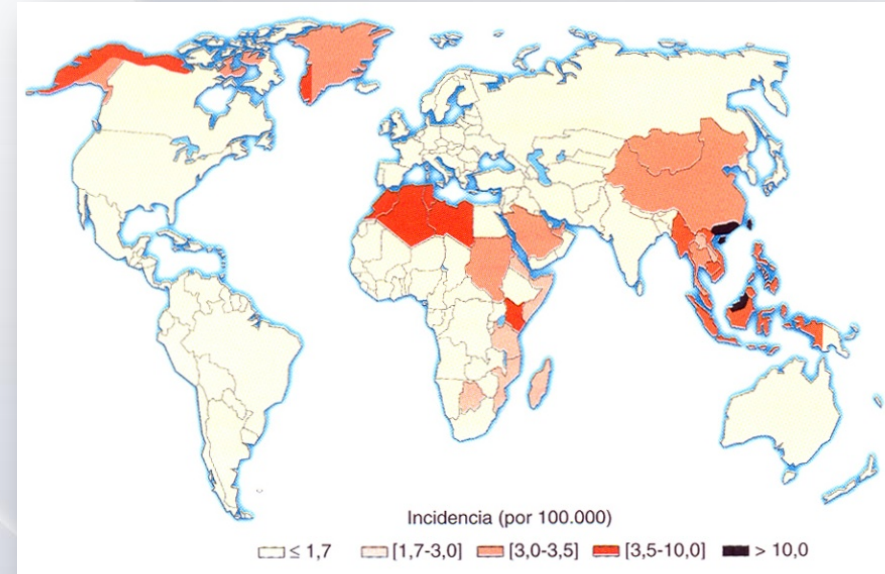 Incidencia (por 100.000)
≤ 1,7 [1,7-3,0] [3,0-3,5] [3,5-10,0] > 10,0